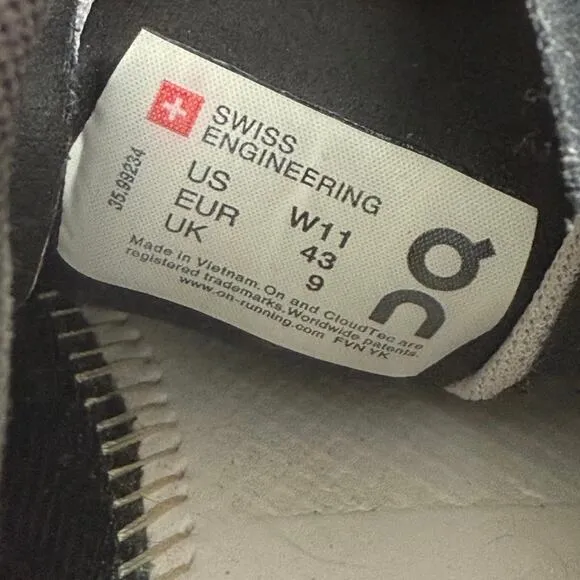 SWISS
ENGINEERING
US W11
EUR 43
UK 9
Made in Vietnam. On and CloudTec are
registered trademarks. Worldwide patents.
www.on-running.com FVN YK
35.99234
On